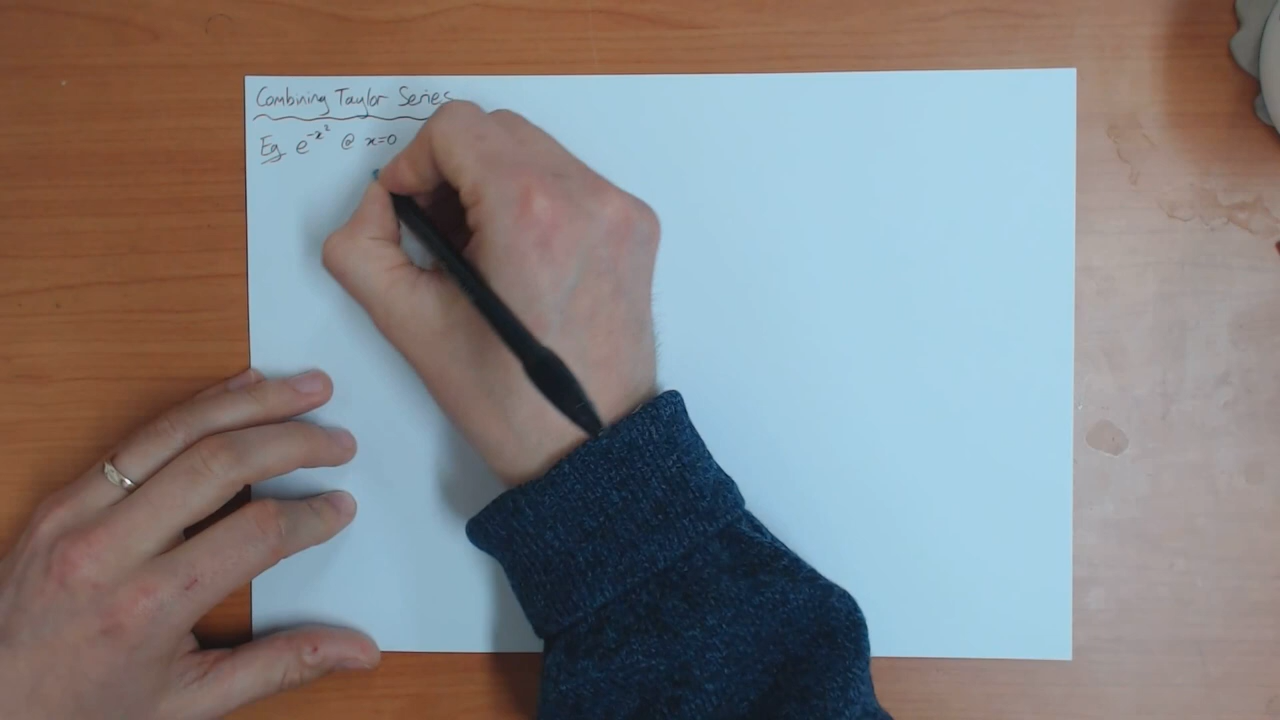 Combining Taylor Series
Eg e^{-x^2} @ x=0